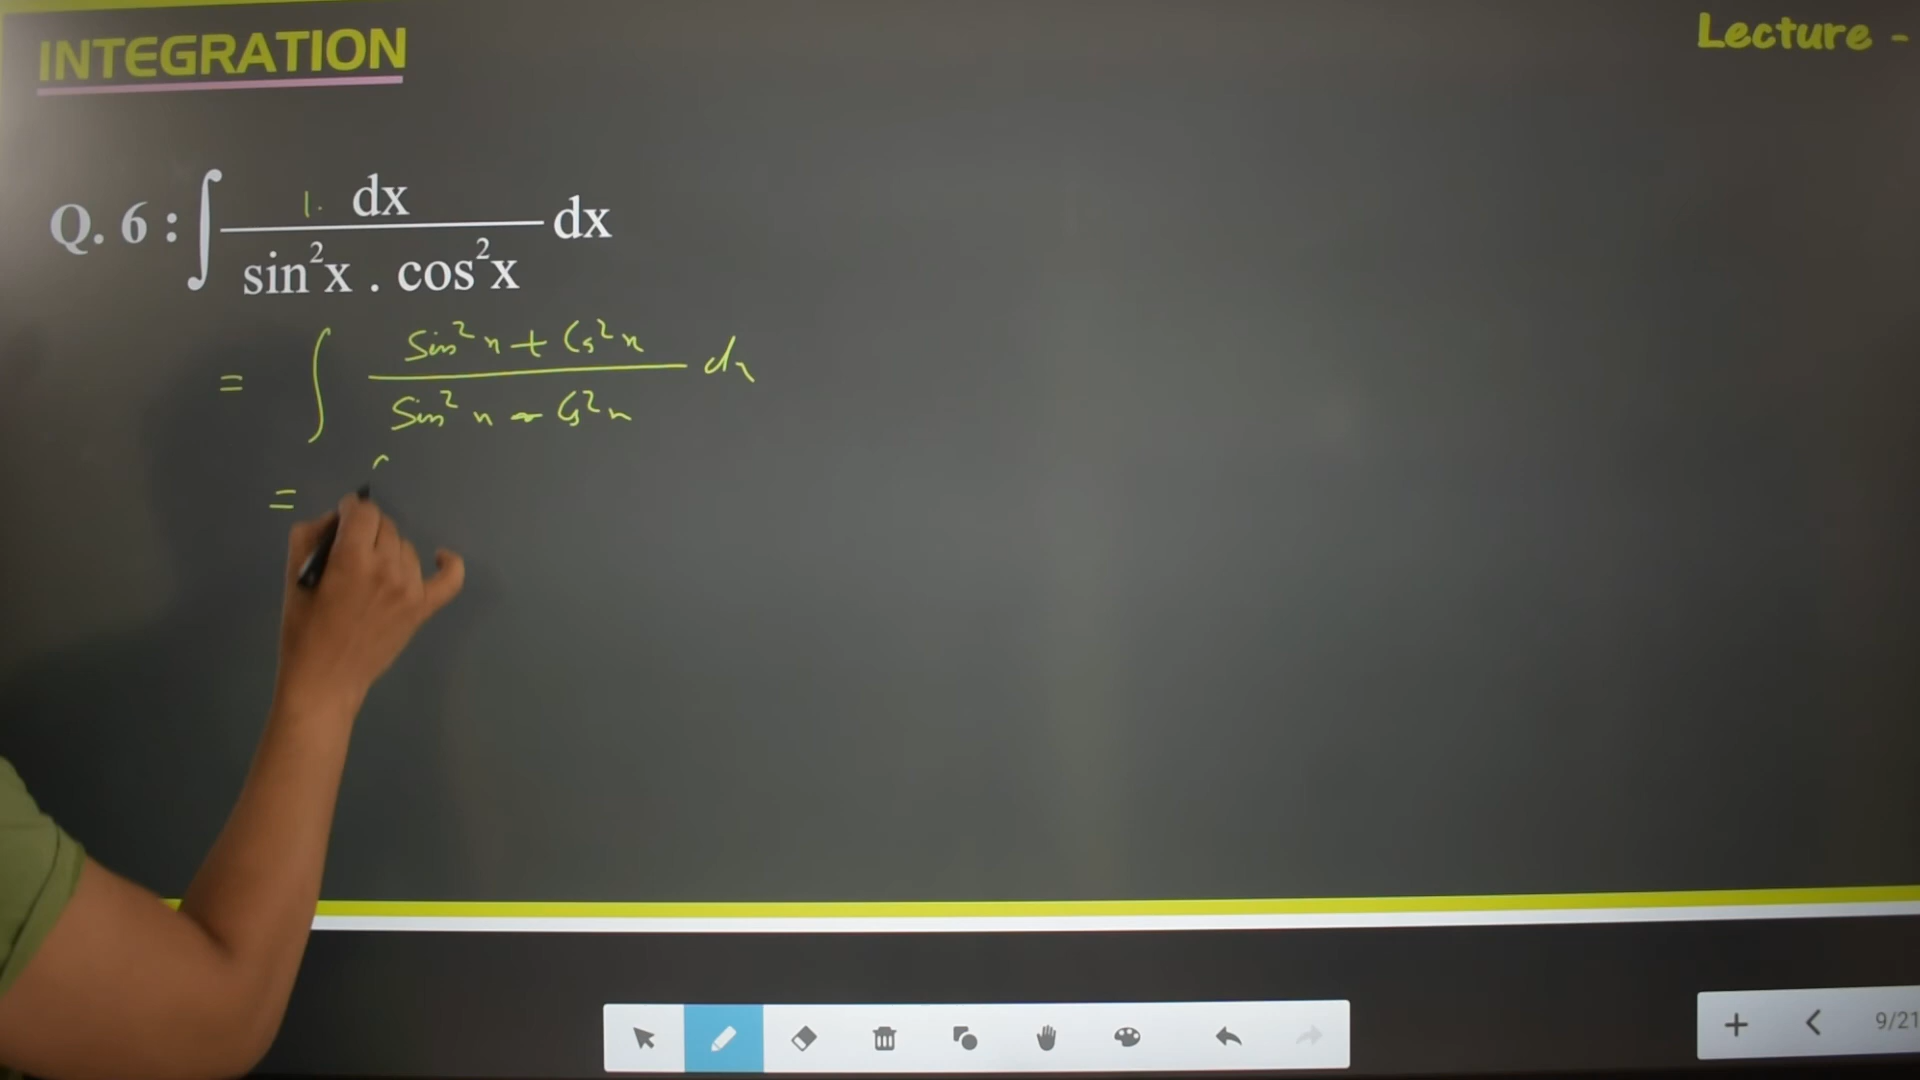 INTEGRATION
Lecture -
Q. 6 : ∫ 1. dx / sin²x . cos²x dx
= ∫ Sin²x + Cos²x / Sin²x - Cos²x dx
=
9/21